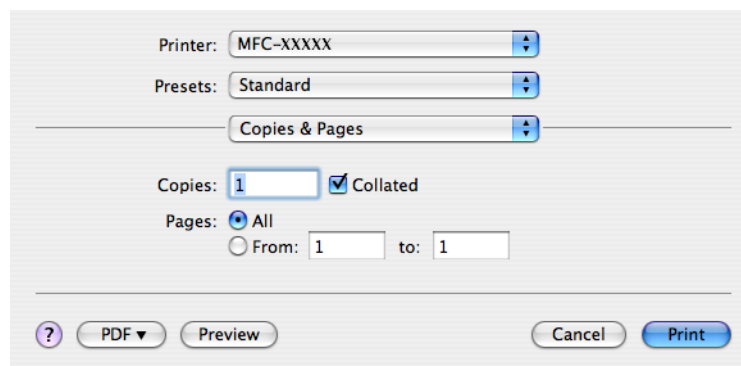 Printer: MFC-XXXXX
Presets: Standard
Copies & Pages
Copies: 1 Collated
Pages: All
From: 1 to: 1
? PDF ▼ Preview Cancel Print